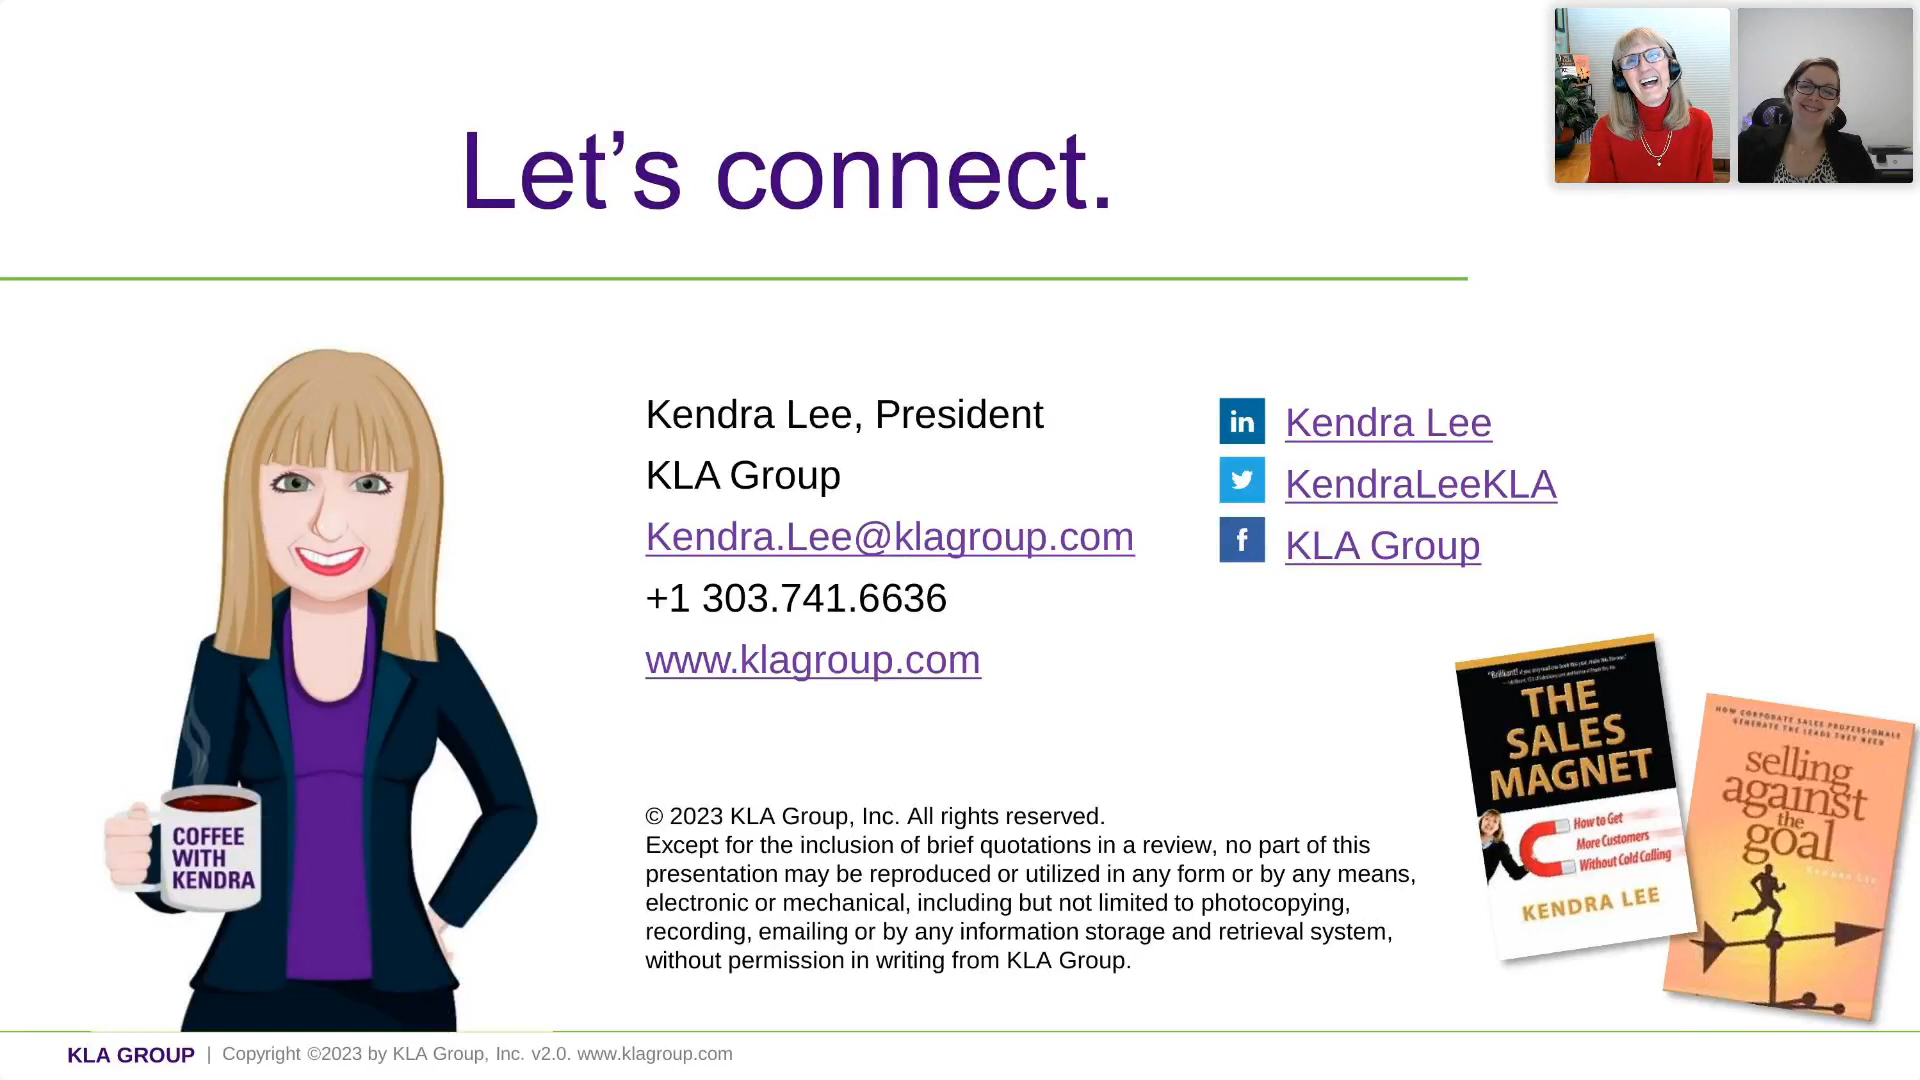 Let’s connect.
Kendra Lee, President
KLA Group
Kendra.Lee@klagroup.com
+1 303.741.6636
www.klagroup.com
Kendra Lee
KendraLeeKLA
KLA Group
COFFEE
WITH
KENDRA
THE
SALES
MAGNET
How to Get
More Customers
Without Cold Calling
KENDRA LEE
HOW CORPORATE SALES PROFESSIONALS
GENERATE THE LEADS THEY NEED
selling
against
the
goal
© 2023 KLA Group, Inc. All rights reserved.
Except for the inclusion of brief quotations in a review, no part of this
presentation may be reproduced or utilized in any form or by any means,
electronic or mechanical, including but not limited to photocopying,
recording, emailing or by any information storage and retrieval system,
without permission in writing from KLA Group.
KLA GROUP | Copyright ©2023 by KLA Group, Inc. v2.0. www.klagroup.com